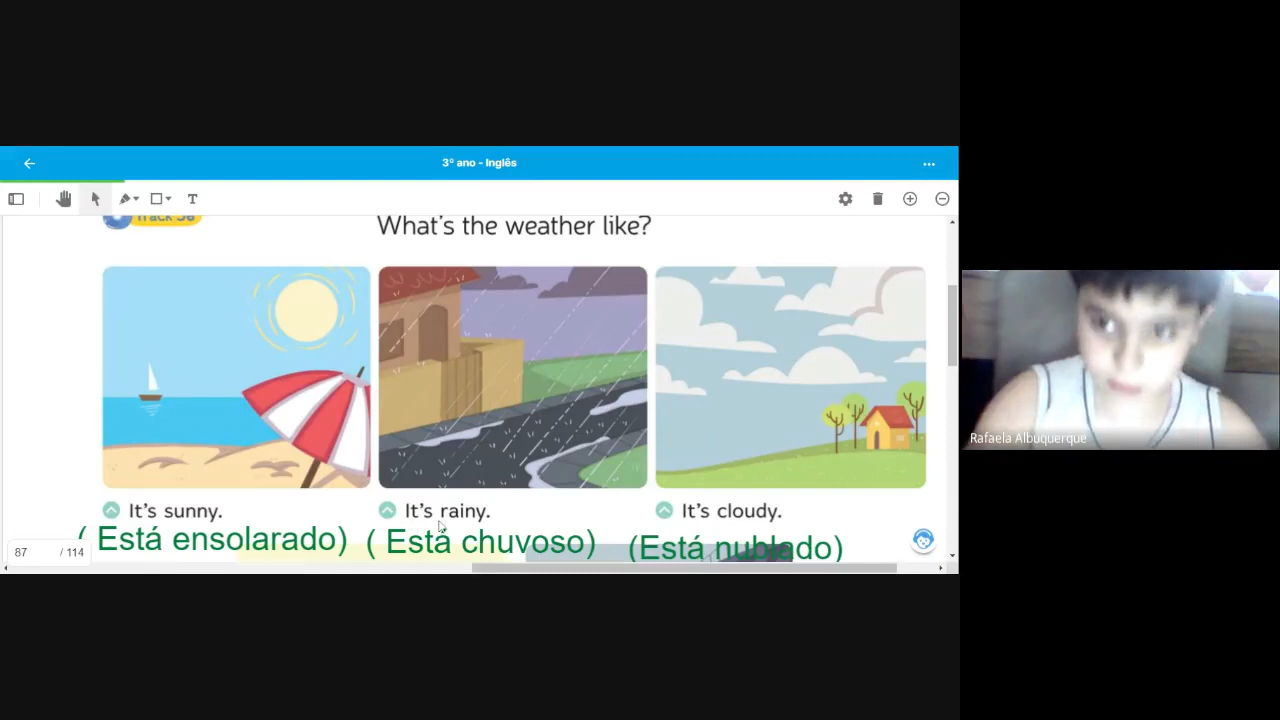 3º ano - Inglês
What's the weather like?
It's sunny.
It's rainy.
It's cloudy.
( Está ensolarado)
( Está chuvoso)
(Está nublado)
87 / 114
T
Rafaela Albuquerque